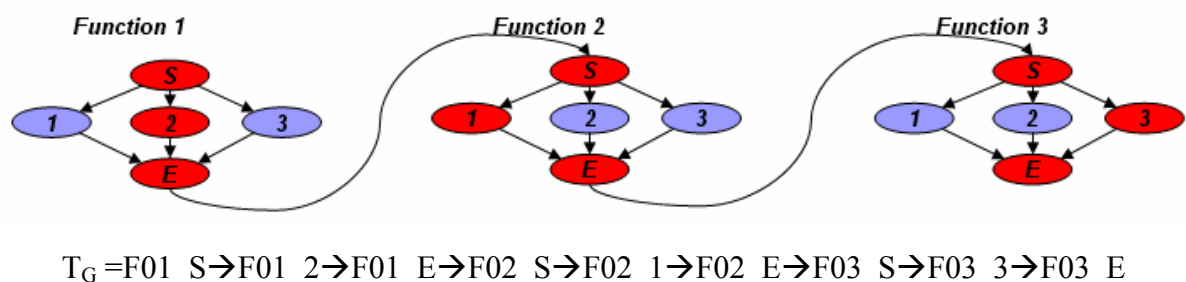 Function 1 Function 2 Function 3
S S S
1 2 3 1 2 3 1 2 3
E E E
TG =F01 S→F01 2→F01 E→F02 S→F02 1→F02 E→F03 S→F03 3→F03 E